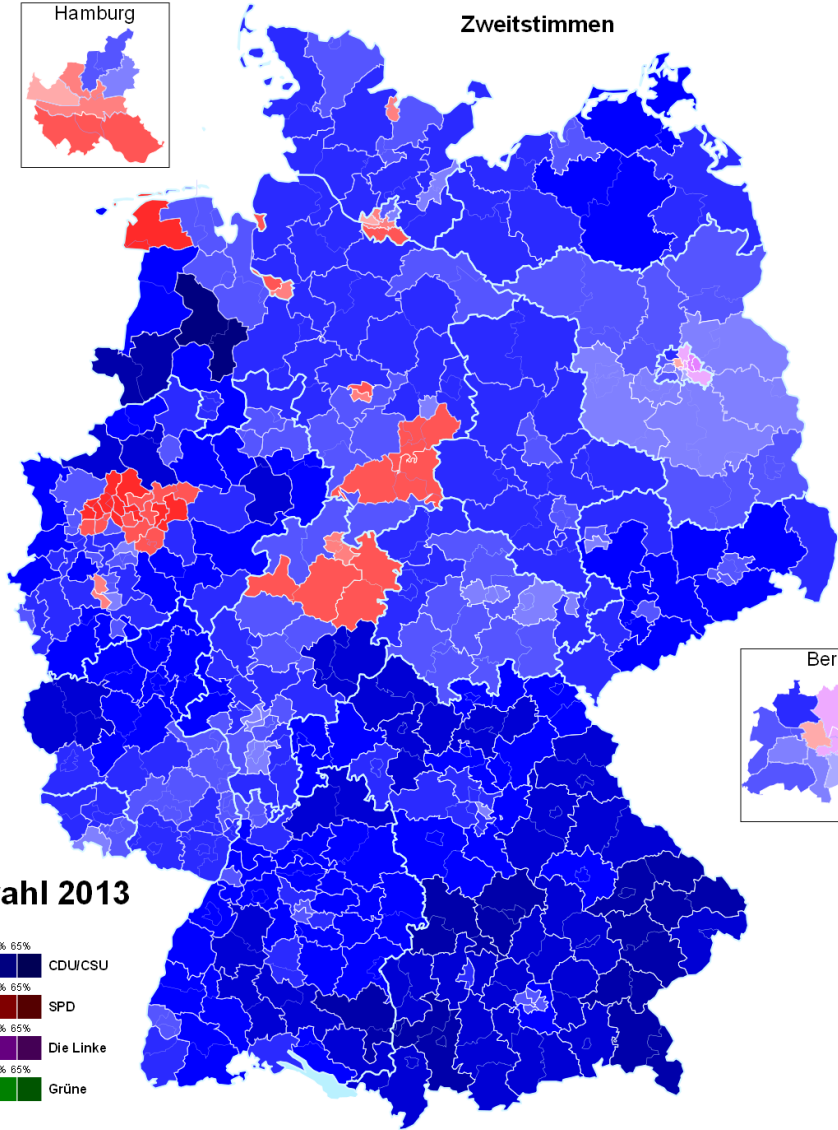 Hamburg
Zweitstimmen
Ber
ahl 2013
% 65%
CDU/CSU
% 65%
SPD
% 65%
Die Linke
% 65%
Grüne